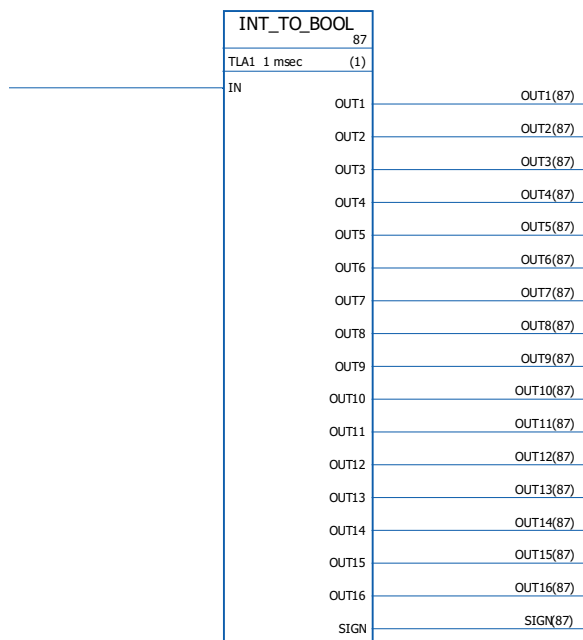 INT_TO_BOOL
87
TLA1 1 msec (1)
IN
OUT1 OUT1(87)
OUT2 OUT2(87)
OUT3 OUT3(87)
OUT4 OUT4(87)
OUT5 OUT5(87)
OUT6 OUT6(87)
OUT7 OUT7(87)
OUT8 OUT8(87)
OUT9 OUT9(87)
OUT10 OUT10(87)
OUT11 OUT11(87)
OUT12 OUT12(87)
OUT13 OUT13(87)
OUT14 OUT14(87)
OUT15 OUT15(87)
OUT16 OUT16(87)
SIGN SIGN(87)